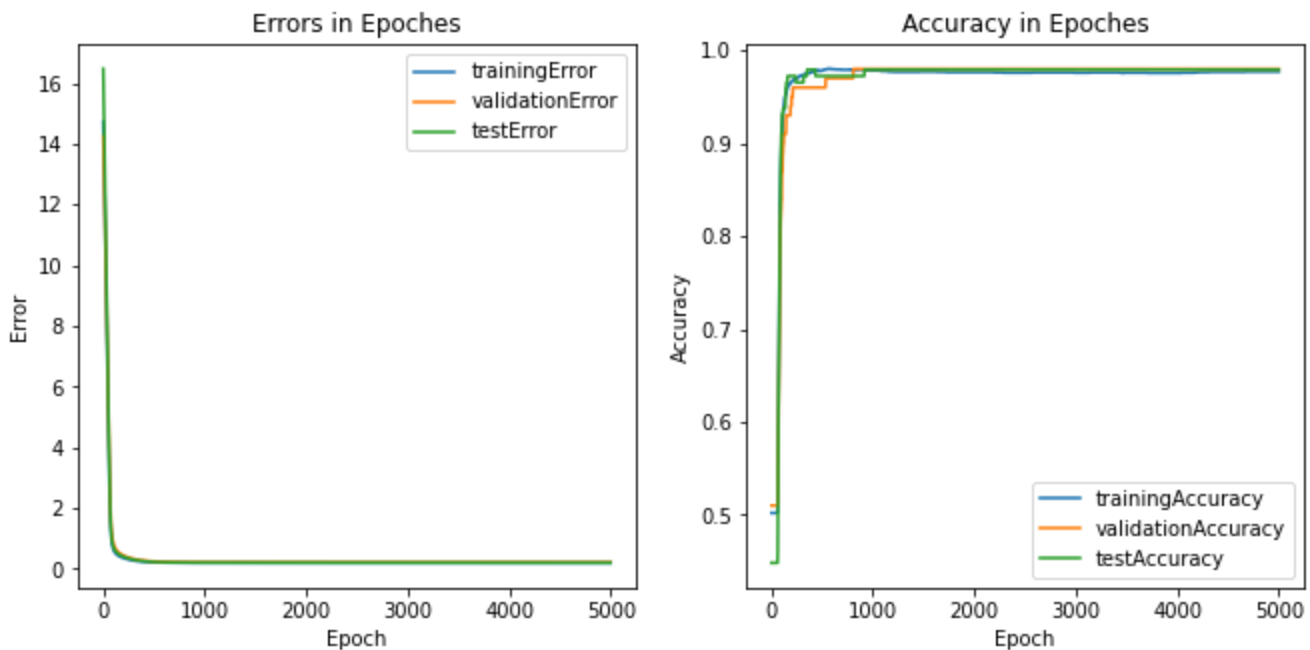 Errors in Epoches
trainingError
validationError
testError
16
14
12
10
8
6
4
2
0
Error
0 1000 2000 3000 4000 5000
Epoch
Accuracy in Epoches
1.0
0.9
0.8
0.7
0.6
0.5
Accuracy
trainingAccuracy
validationAccuracy
testAccuracy
0 1000 2000 3000 4000 5000
Epoch